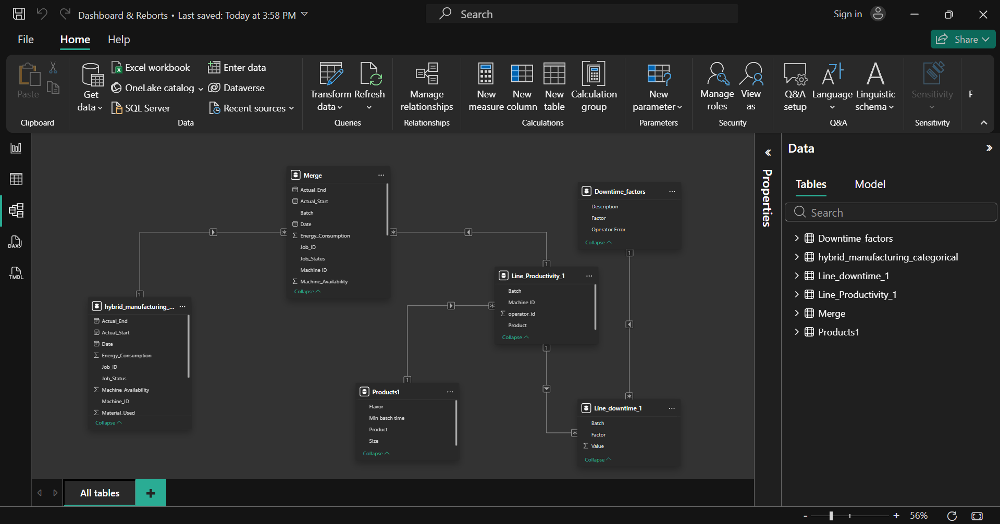 Dashboard & Reborts • Last saved: Today at 3:58 PM
Search
Sign in
File
Home
Help
Share
Paste
Clipboard
Get data
Excel workbook
OneLake catalog
SQL Server
Enter data
Dataverse
Recent sources
Data
Transform data
Refresh
Queries
Manage relationships
Relationships
New measure
New column
New table
Calculation group
Calculations
New parameter
Parameters
Manage roles
View as
Security
Q&A setup
Language
Linguistic schema
Q&A
Sensitivity
Sensitivity
DAX
TMDL
Merge
Actual_End
Actual_Start
Batch
Date
Energy_Consumption
Job_ID
Job_Status
Machine ID
Machine_Availability
Collapse
Downtime_factors
Description
Factor
Operator Error
Collapse
Line_Productivity_1
Batch
Machine ID
operator_id
Product
Collapse
hybrid_manufacturing_...
Actual_End
Actual_Start
Date
Energy_Consumption
Job_ID
Job_Status
Machine_Availability
Machine_ID
Material_Used
Collapse
Products1
Flavor
Min batch time
Product
Size
Collapse
Line_downtime_1
Batch
Factor
Value
Collapse
1
1
1
1
1
Properties
Data
Tables
Model
Search
Downtime_factors
hybrid_manufacturing_categorical
Line_downtime_1
Line_Productivity_1
Merge
Products1
All tables
+
- + 56%